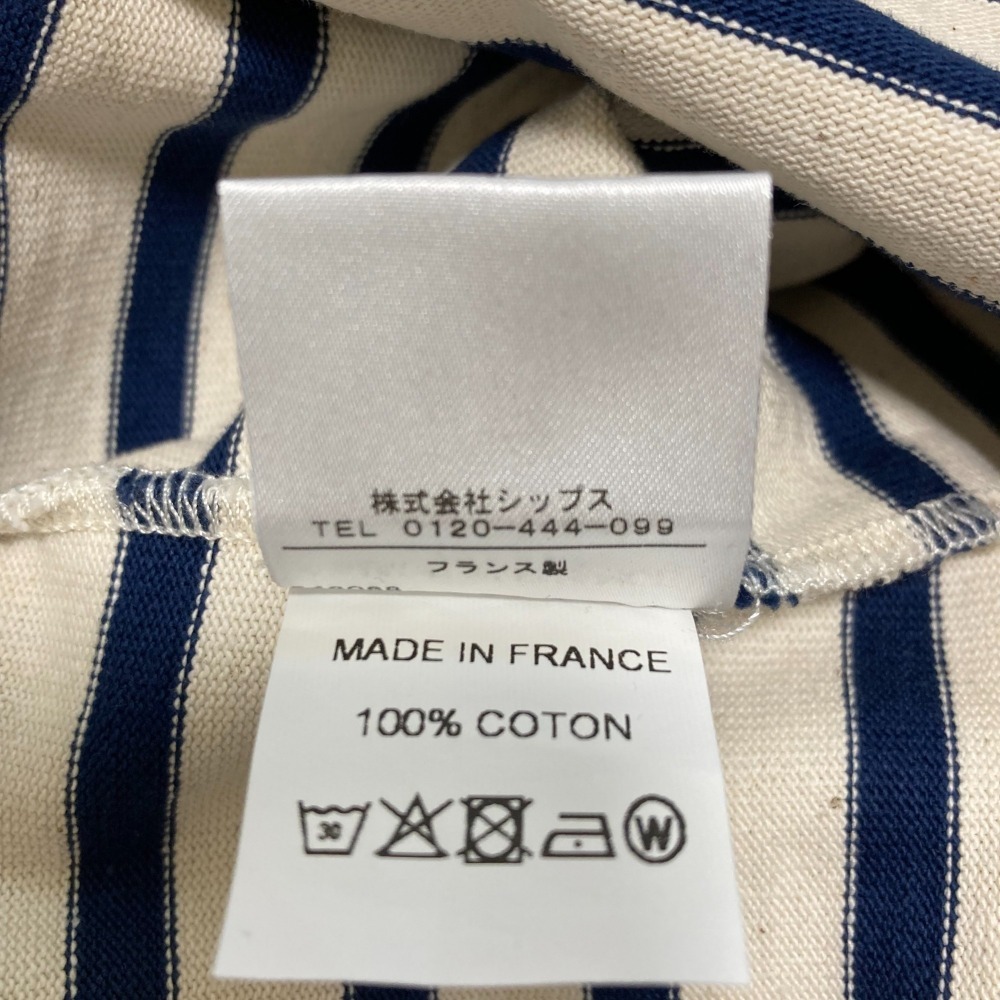 株式会社シップス
TEL 0120-444-099
フランス製
MADE IN FRANCE
100% COTON
30
W